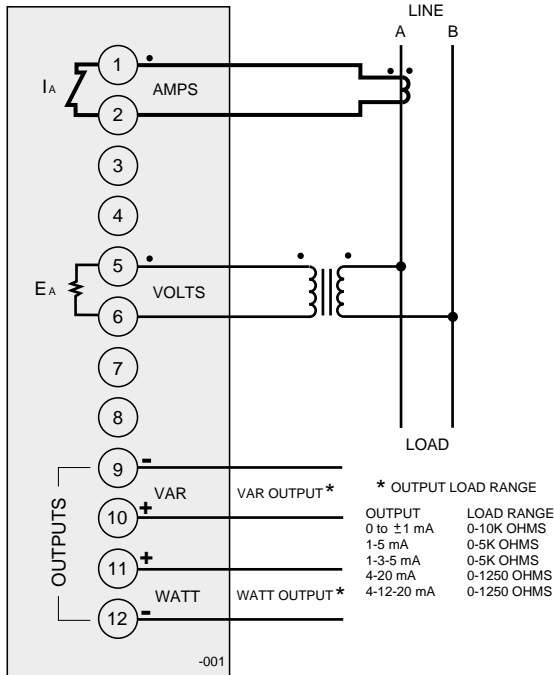 LINE
A B
1
IA AMPS
2
3
4
5
EA VOLTS
6
7
8
LOAD
9 -
VAR VAR OUTPUT *
10 +
OUTPUTS
11 +
WATT WATT OUTPUT *
12 -
-001
* OUTPUT LOAD RANGE
OUTPUT LOAD RANGE
0 to ±1 mA 0-10K OHMS
1-5 mA 0-5K OHMS
1-3-5 mA 0-5K OHMS
4-20 mA 0-1250 OHMS
4-12-20 mA 0-1250 OHMS